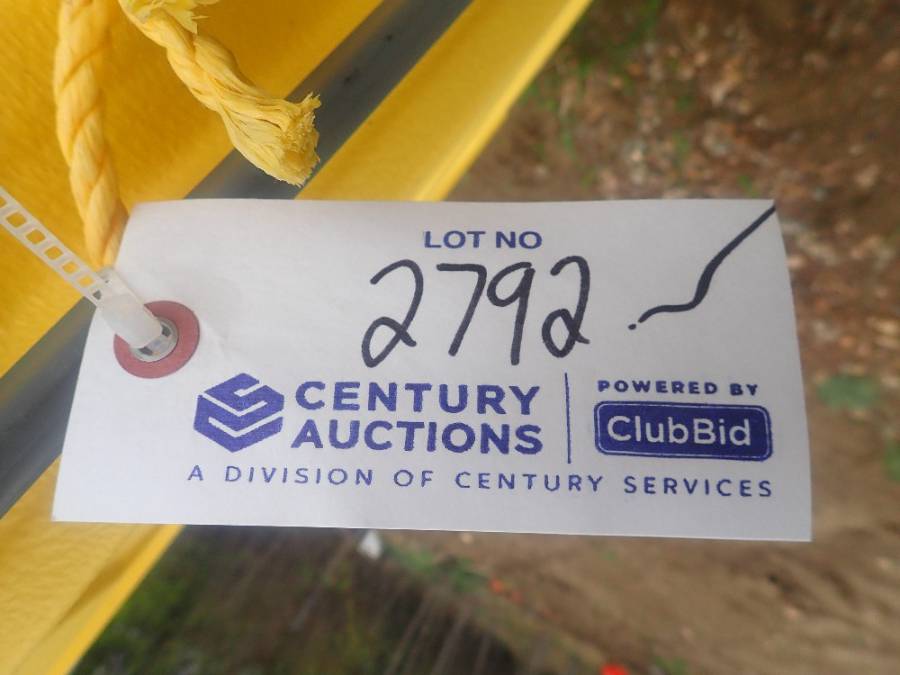 LOT NO
2792
CENTURY
AUCTIONS
POWERED BY
ClubBid
A DIVISION OF CENTURY SERVICES